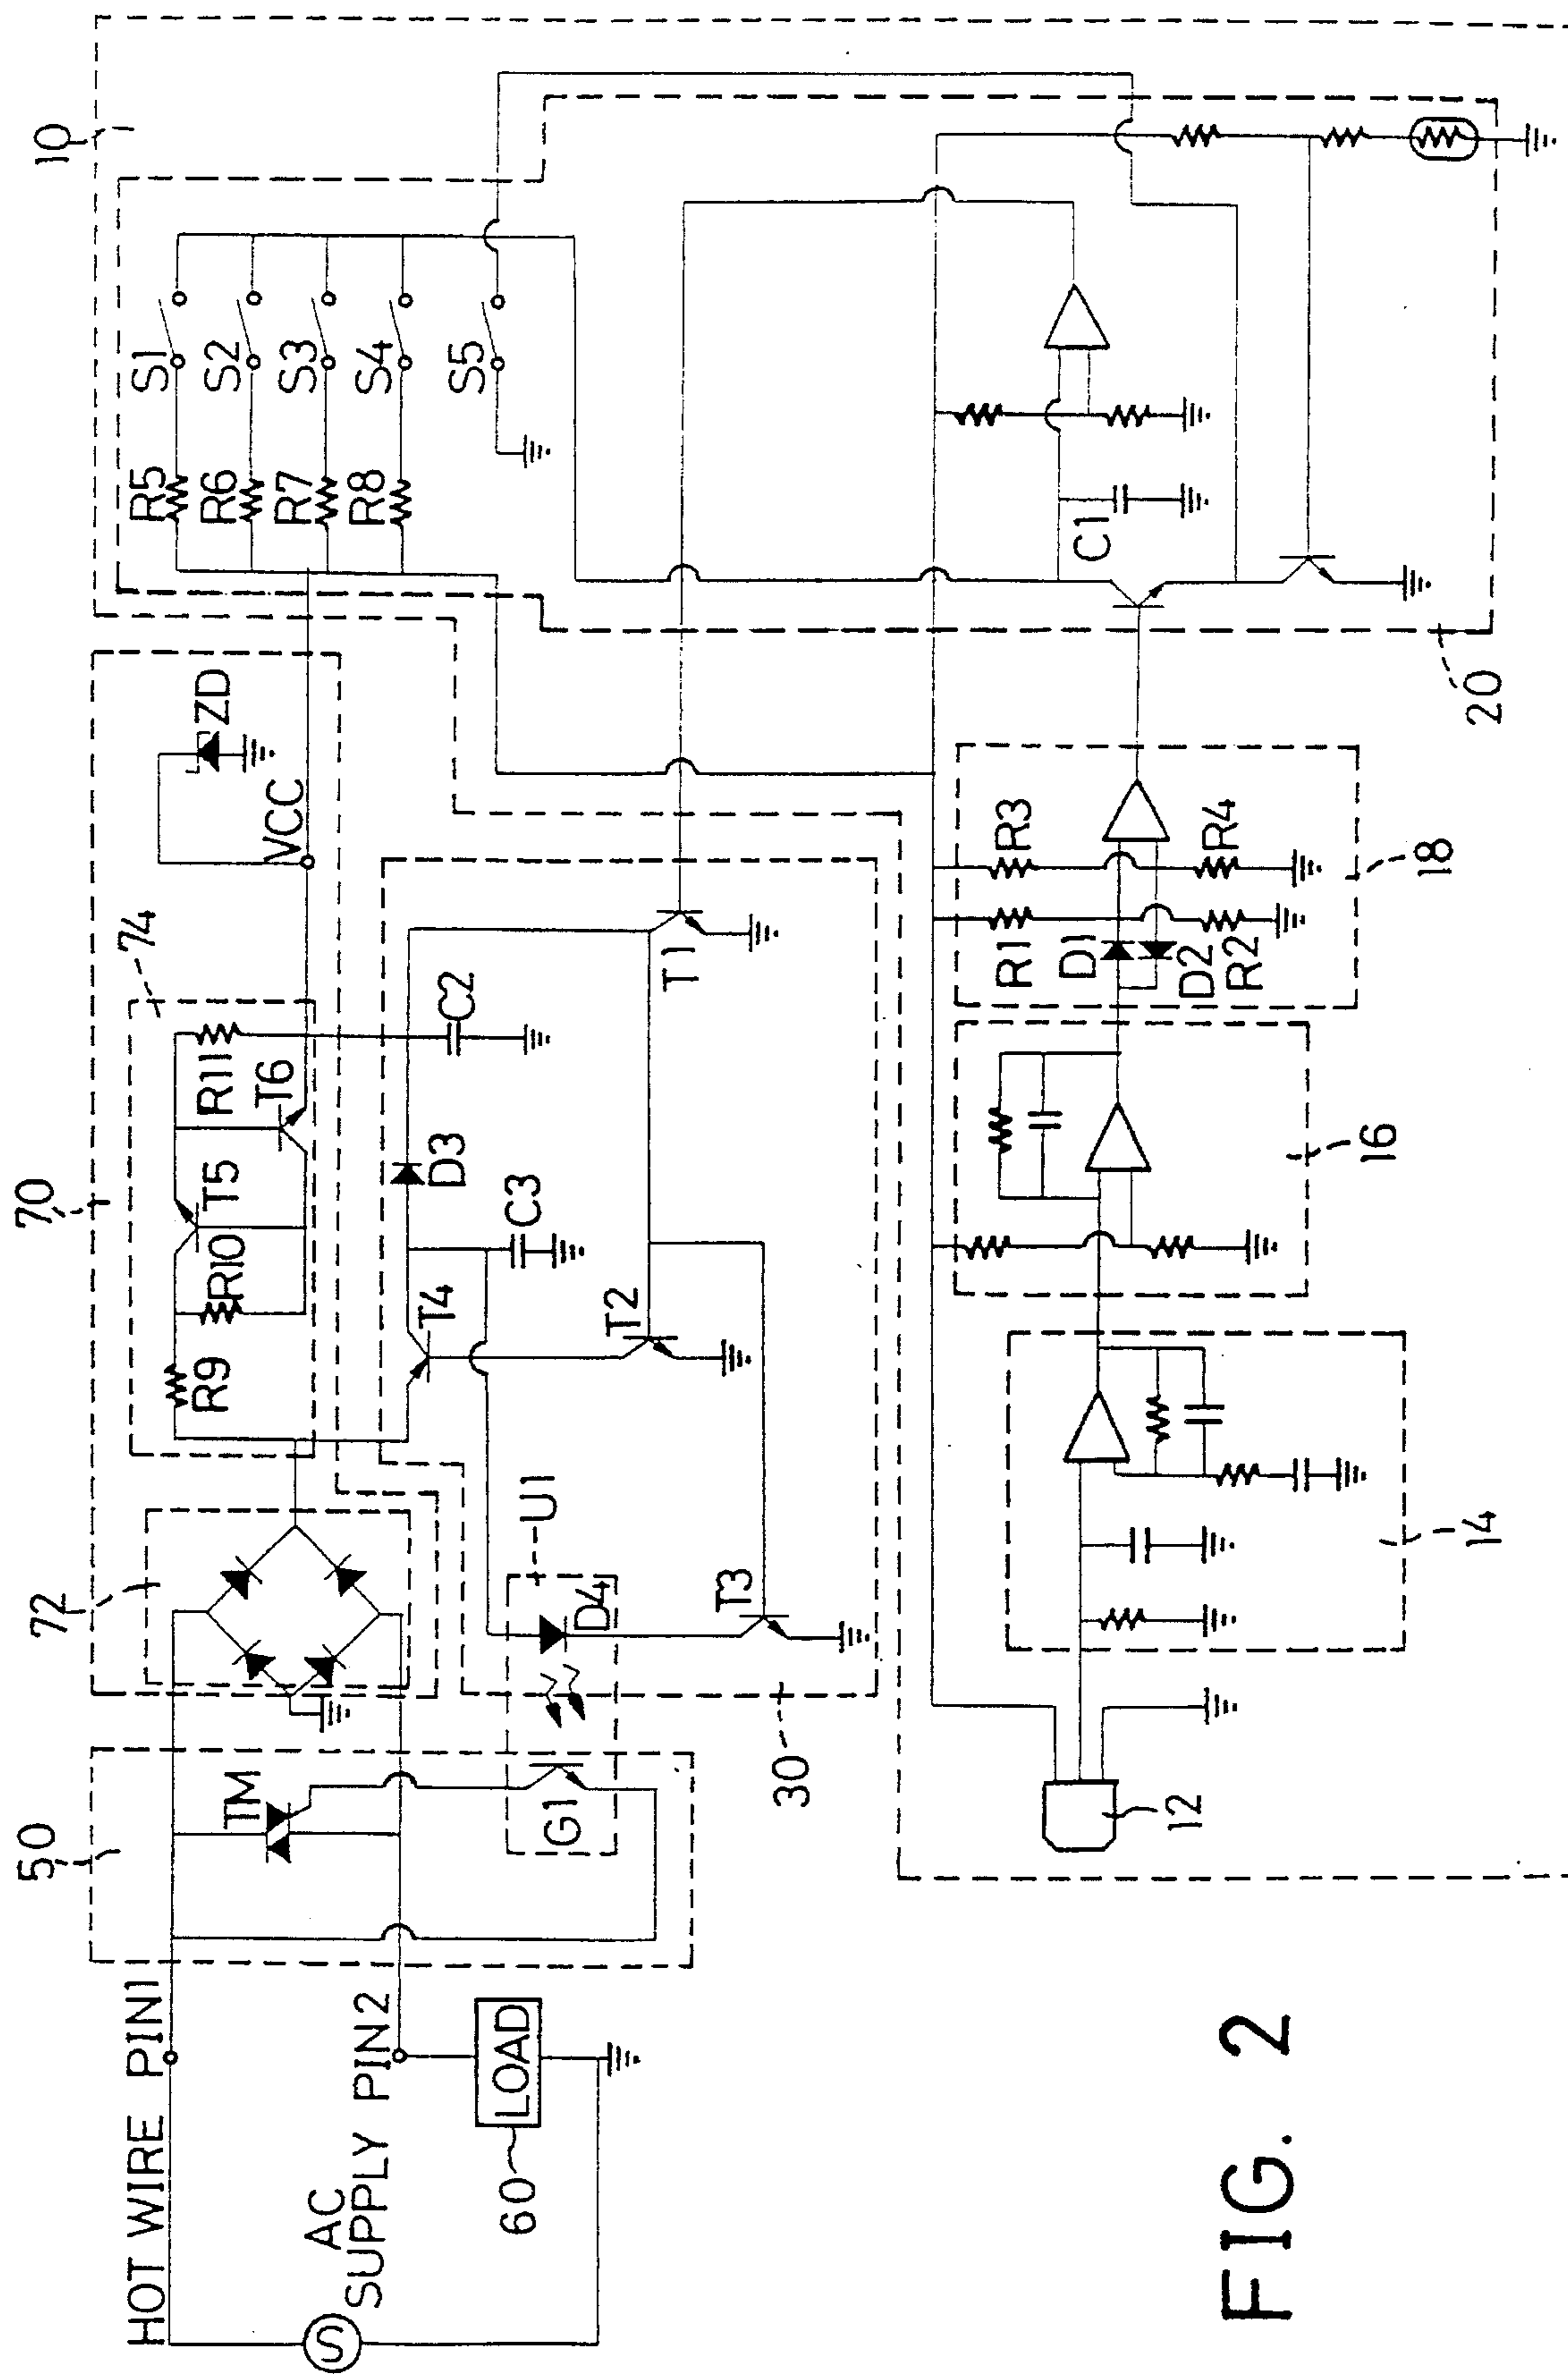 10
S1
S2
S3
S4
S5
R5
R6
R7
R8
C1
20
ZD
VCC
74
R11
T6
T5
R10
R9
70
72
C2
D3
C3
T4
T2
T1
U1
D4
T3
30
R3
R4
R1
D1
D2
R2
18
16
14
12
50
TM
G1
HOT WIRE PIN1
AC
SUPPLY PIN2
S
LOAD
60
FIG. 2